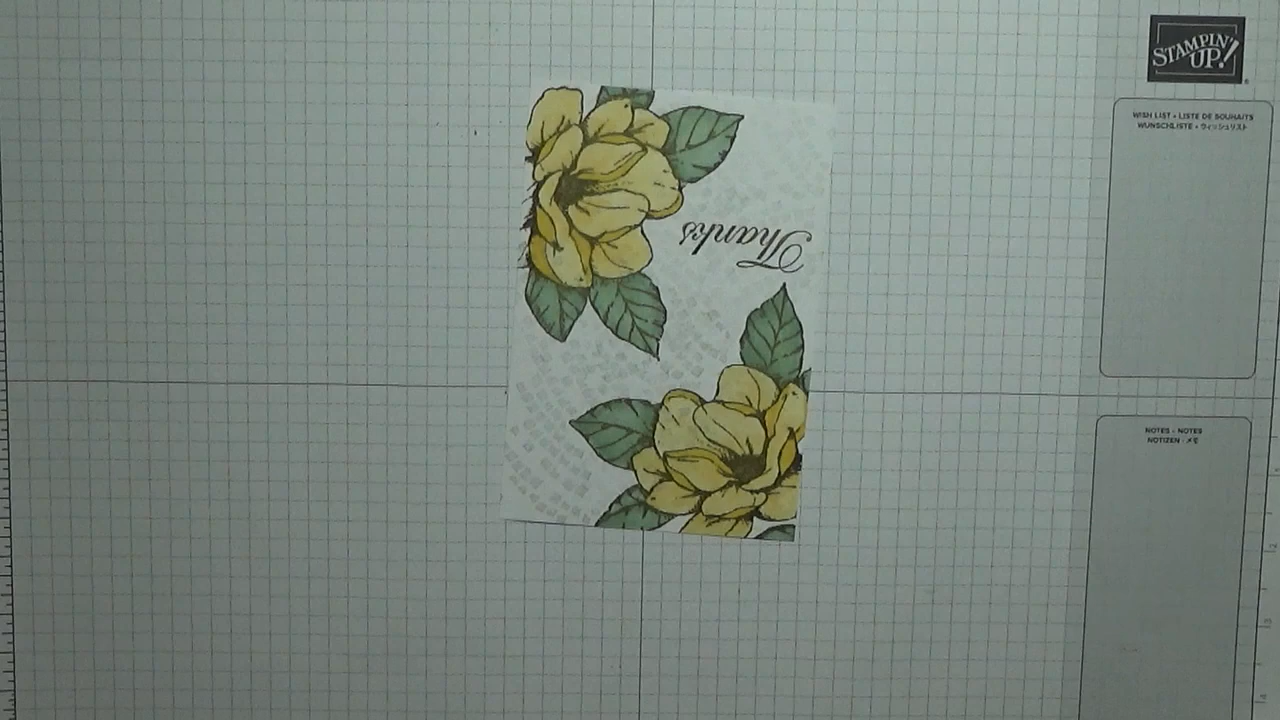 Thanks
STAMPIN' UP!®
WISH LIST • LISTE DE SOUHAITS
WUNSCHLISTE • ウィッシュリスト
NOTES • NOTES
NOTIZEN • メモ